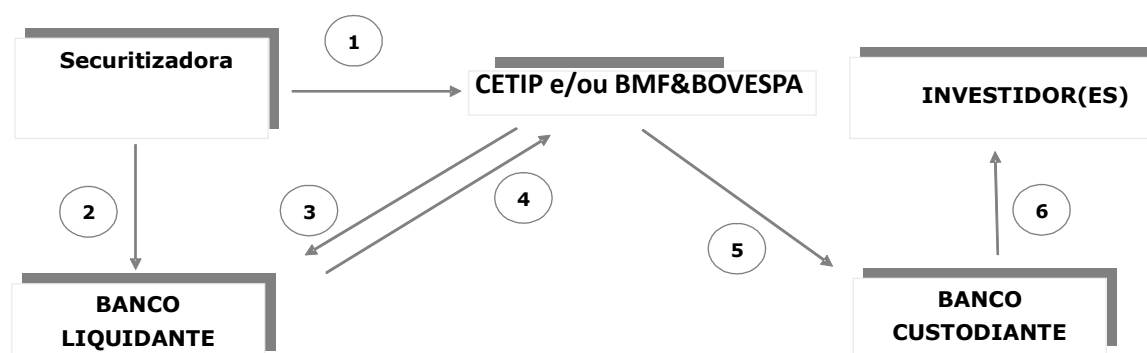 Securitizadora
1
CETIP e/ou BMF&BOVESPA
INVESTIDOR(ES)
2
3
4
5
6
BANCO
LIQUIDANTE
BANCO
CUSTODIANTE